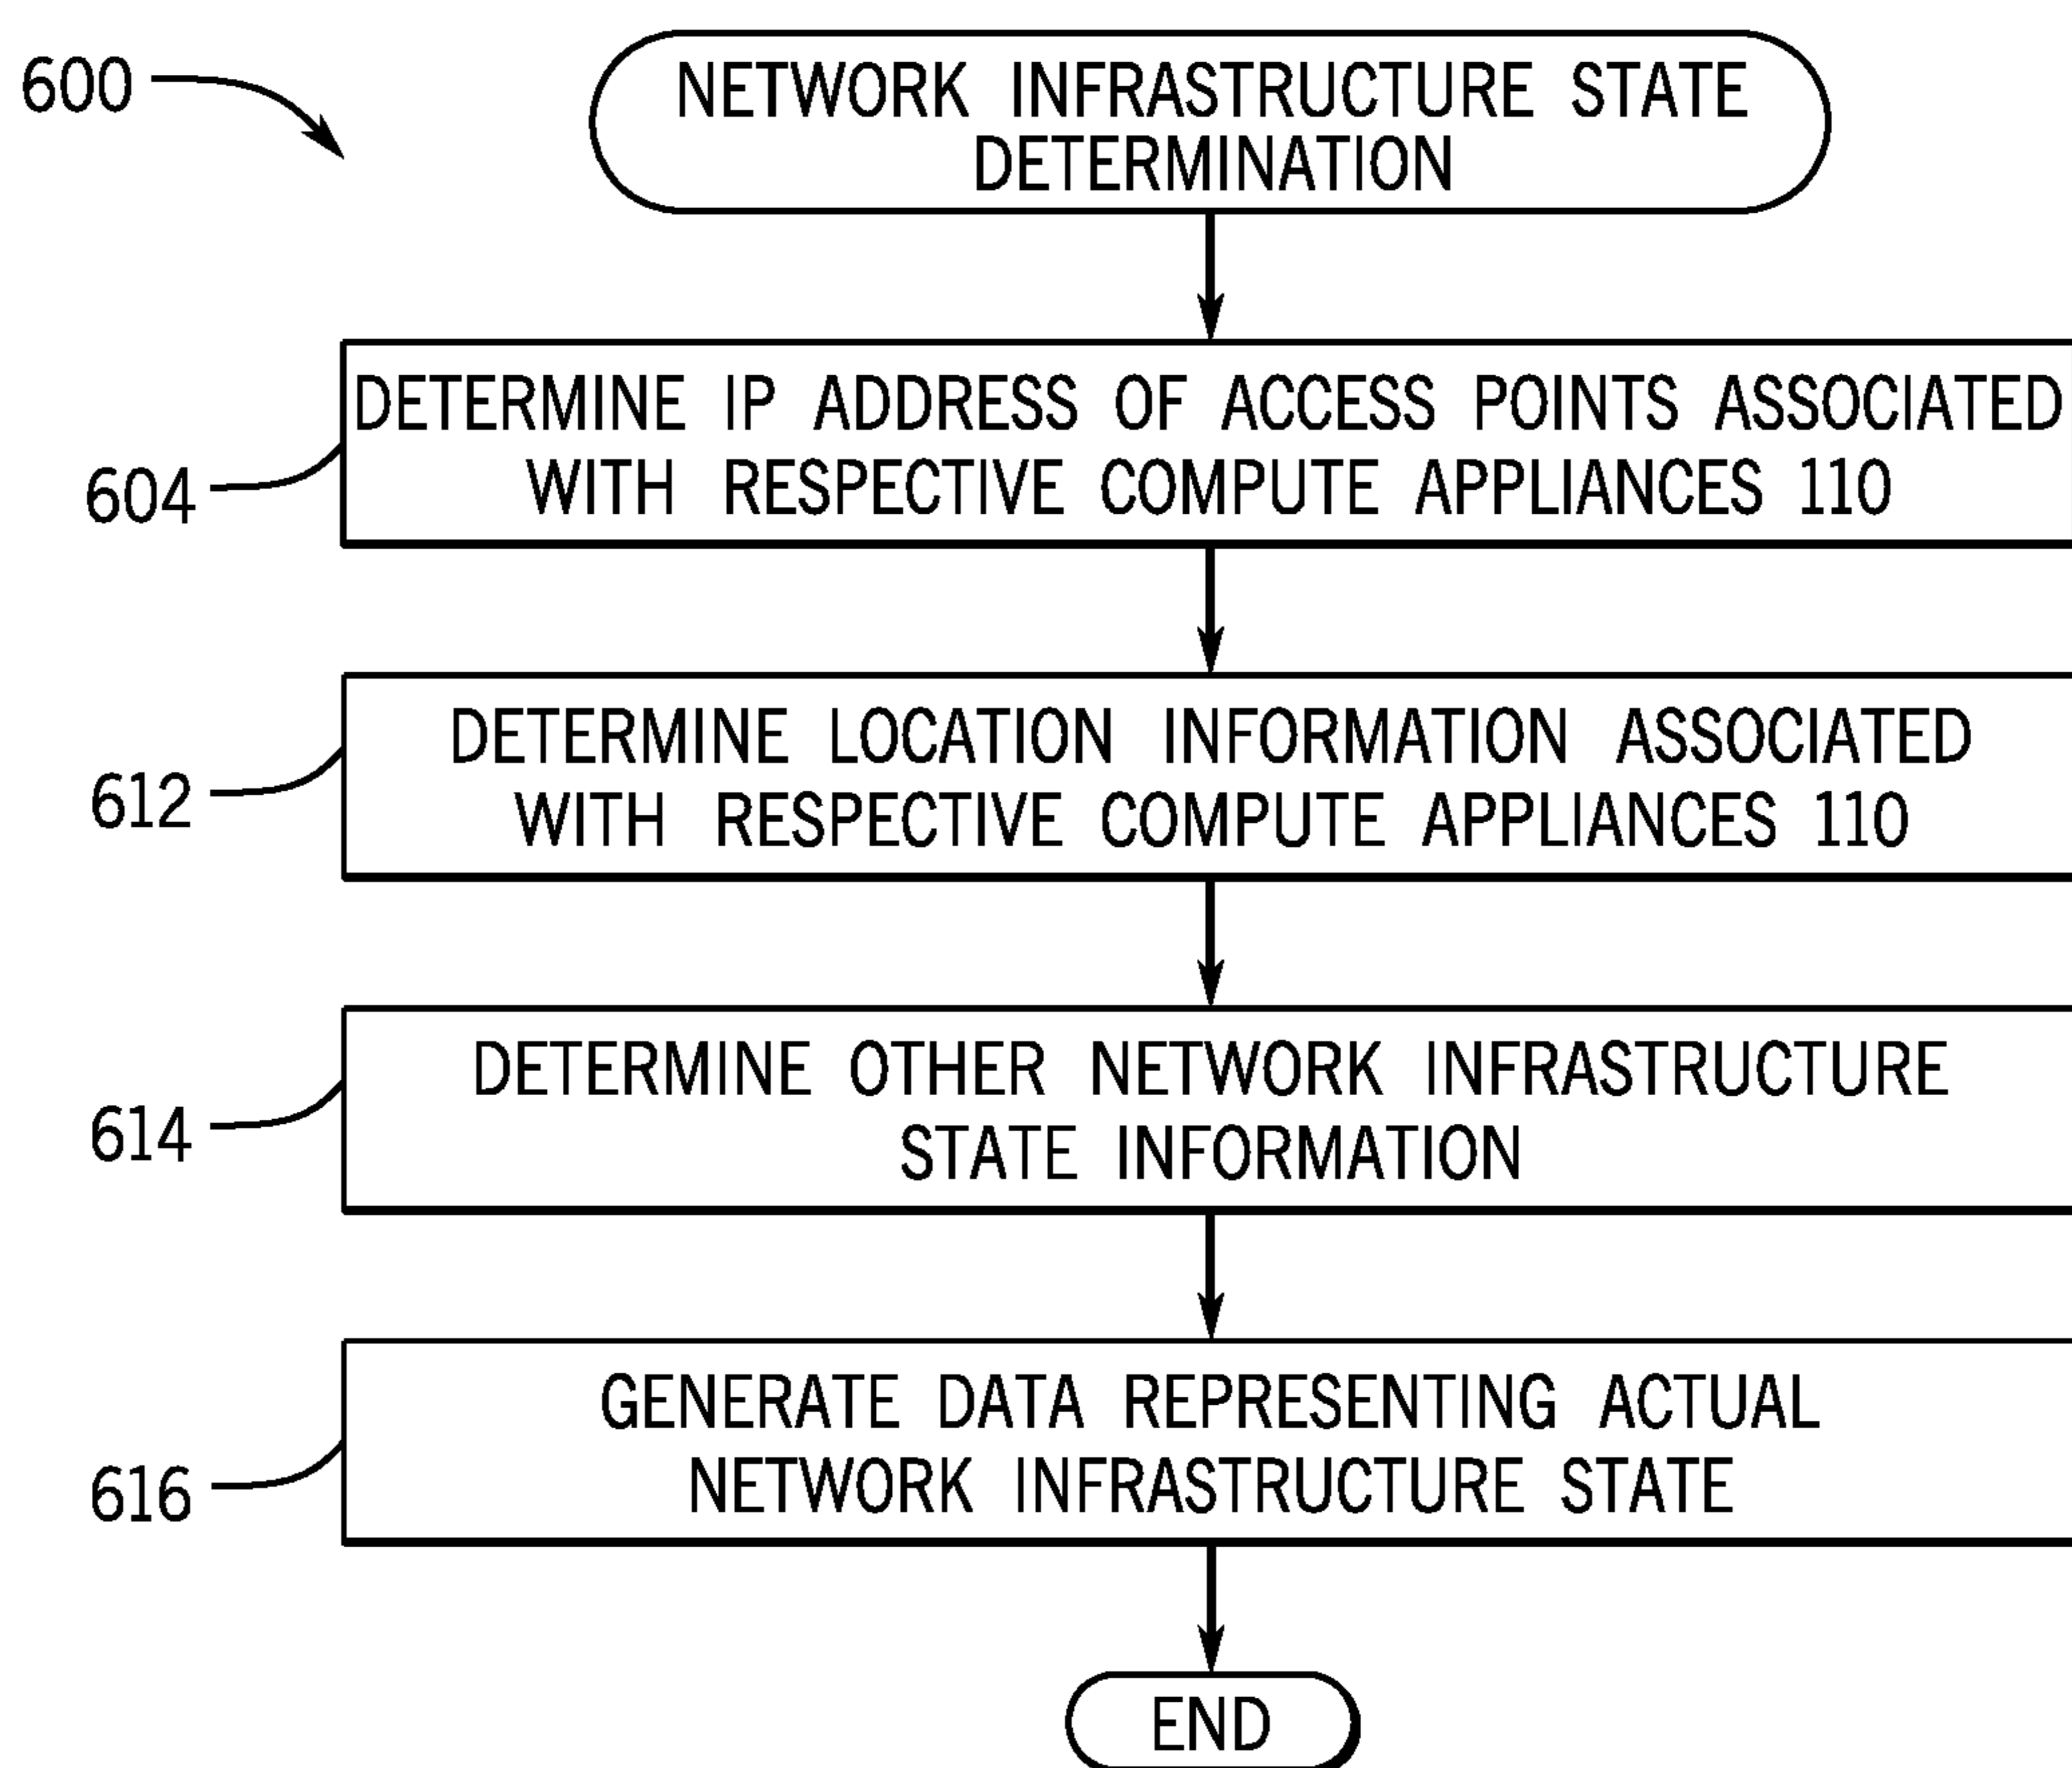 600
NETWORK INFRASTRUCTURE STATE
DETERMINATION
DETERMINE IP ADDRESS OF ACCESS POINTS ASSOCIATED
WITH RESPECTIVE COMPUTE APPLIANCES 110
604
DETERMINE LOCATION INFORMATION ASSOCIATED
WITH RESPECTIVE COMPUTE APPLIANCES 110
612
DETERMINE OTHER NETWORK INFRASTRUCTURE
STATE INFORMATION
614
GENERATE DATA REPRESENTING ACTUAL
NETWORK INFRASTRUCTURE STATE
616
END